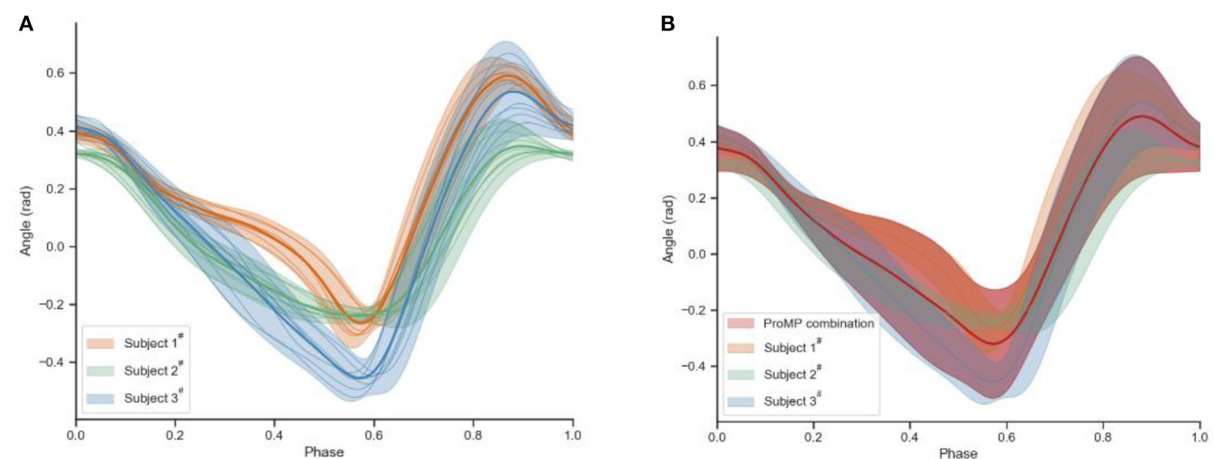 A
0.6
0.4
0.2
0.0
−0.2
−0.4
Angle (rad)
Subject 1#
Subject 2#
Subject 3#
0.0 0.2 0.4 0.6 0.8 1.0
Phase
B
0.6
0.4
0.2
0.0
−0.2
−0.4
Angle (rad)
ProMP combination
Subject 1#
Subject 2#
Subject 3#
0.0 0.2 0.4 0.6 0.8 1.0
Phase